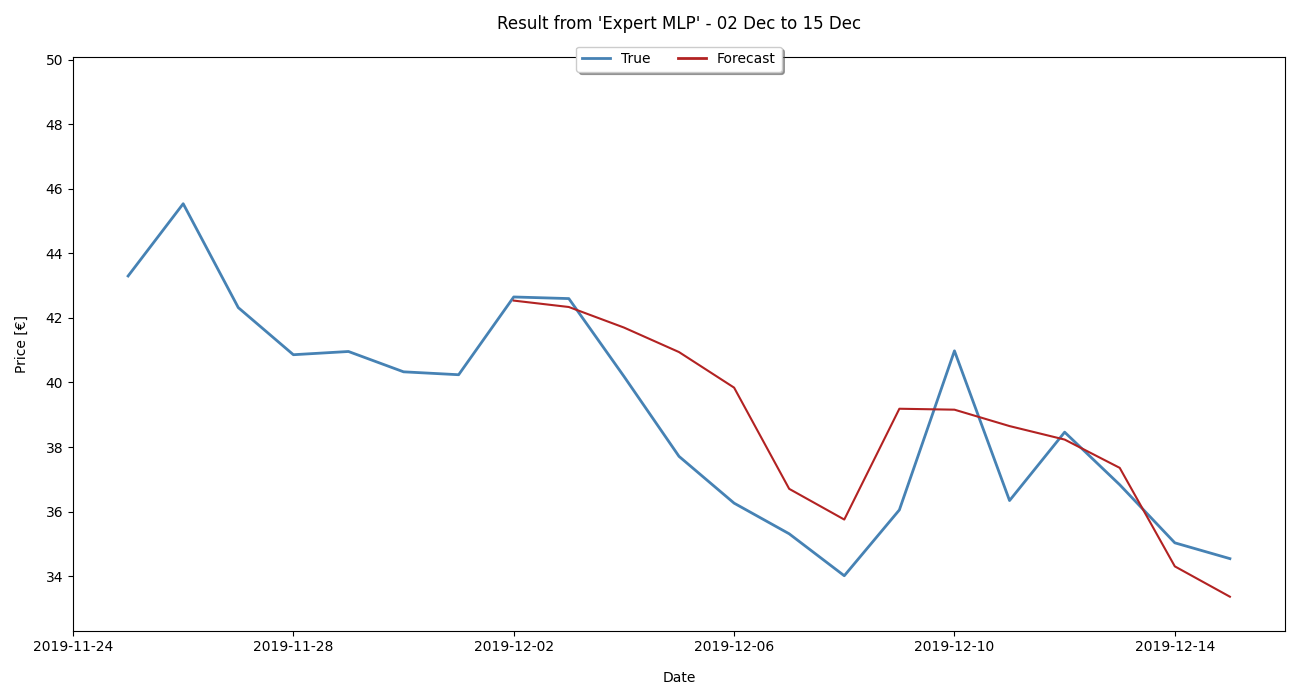 Result from 'Expert MLP' - 02 Dec to 15 Dec
True Forecast
50
48
46
44
42
40
38
36
34
Price [€]
2019-11-24 2019-11-28 2019-12-02 2019-12-06 2019-12-10 2019-12-14
Date